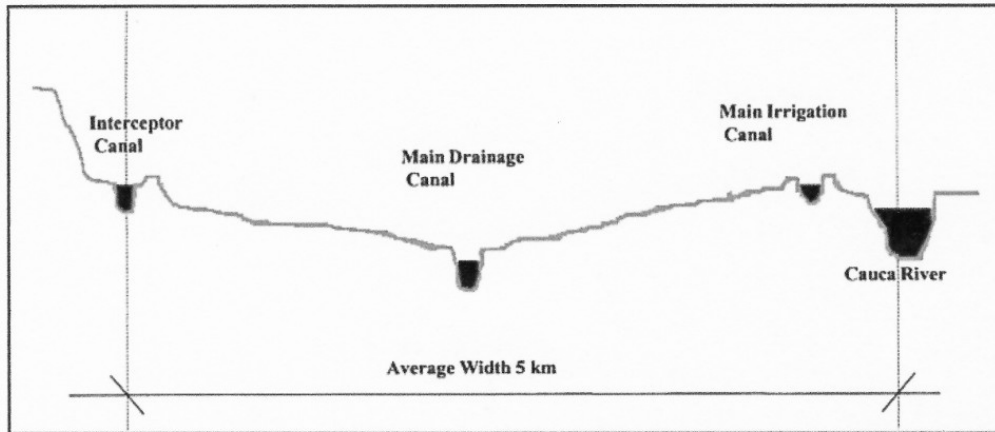 Interceptor
Canal
Main Drainage
Canal
Main Irrigation
Canal
Cauca River
Average Width 5 km